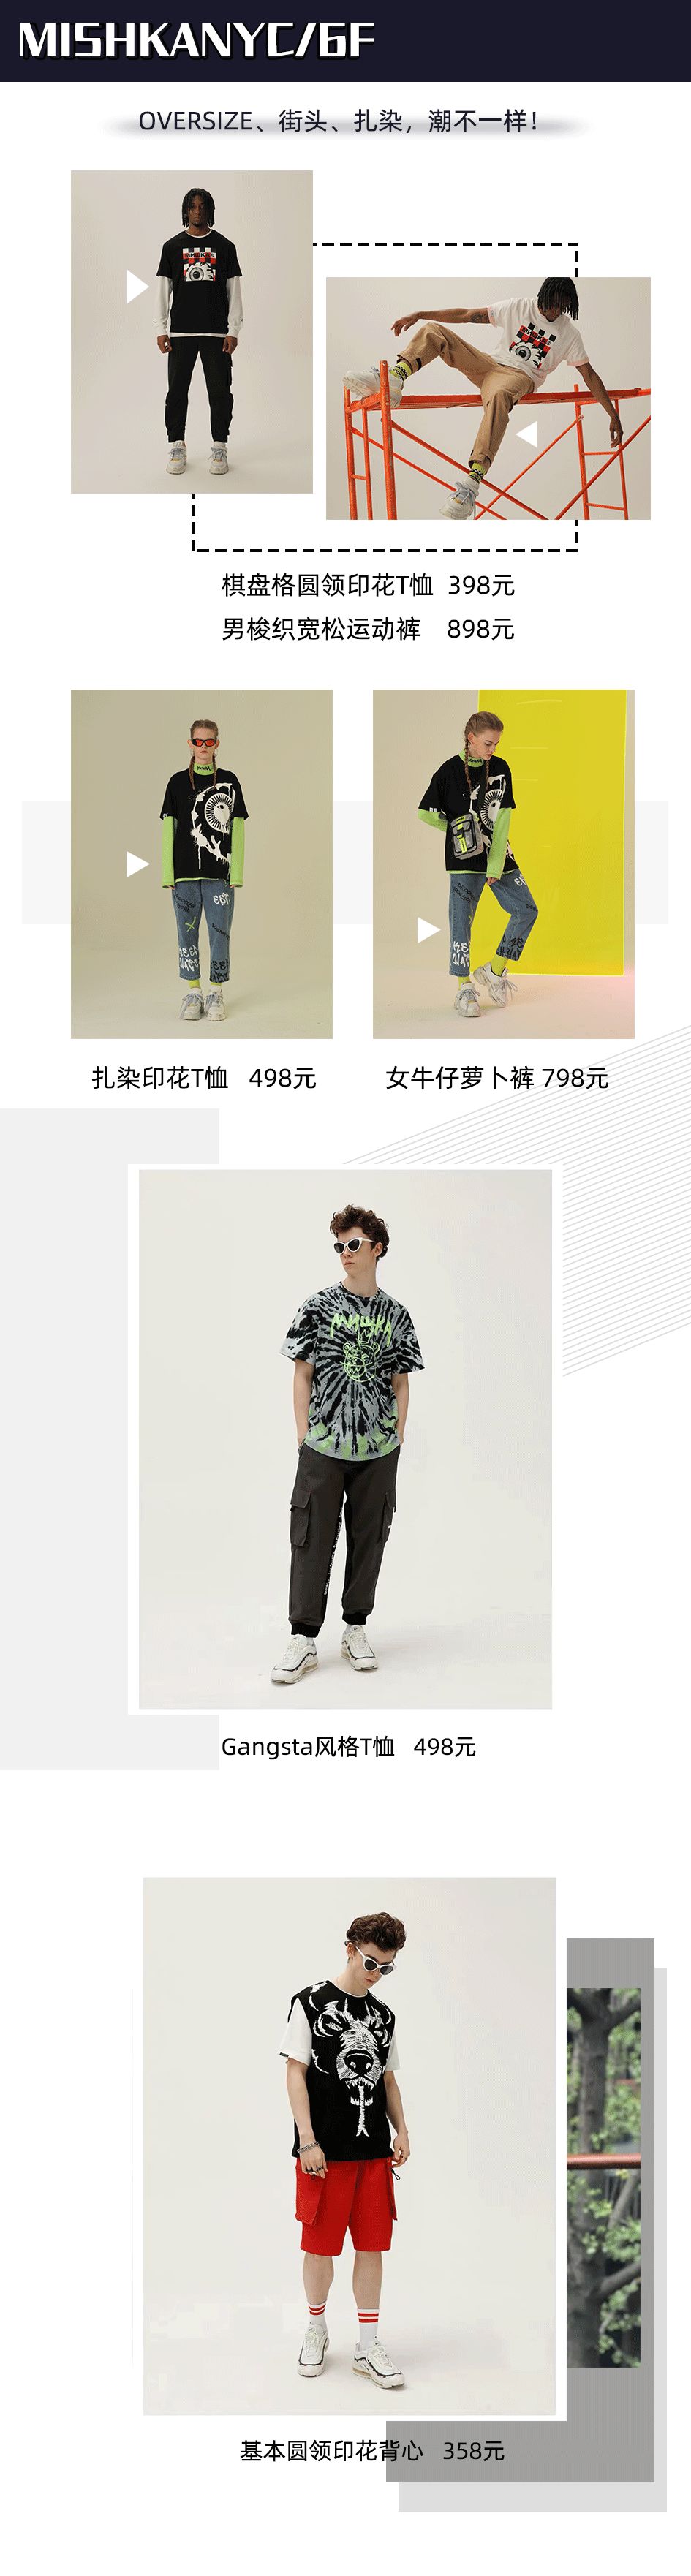 MISHKANYC/6F
OVERSIZE、街头、扎染，潮不一样！
棋盘格圆领印花T恤 398元
男梭织宽松运动裤 898元
扎染印花T恤 498元
女牛仔萝卜裤 798元
Gangsta风格T恤 498元
基本圆领印花背心 358元